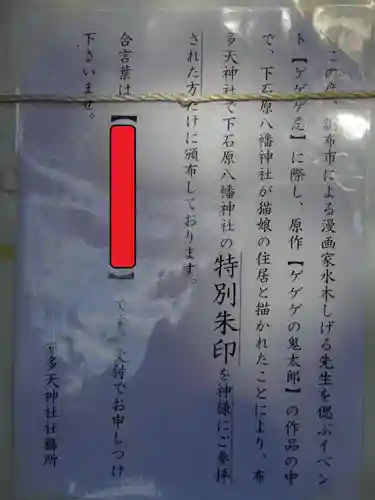 この度、調布市による漫画家水木しげる先生を偲ぶイベン
ト【ゲゲゲ忌】に際し、原作【ゲゲゲの鬼太郎】の作品の中
で、下石原八幡神社が猫娘の住居と描かれたことにより、布
多天神社で下石原八幡神社の特別朱印を神様にご参拝
された方だけに頒布しております。
合言葉は【 】です。交付でお申しつけ
下さいませ。
布多天神社社務所